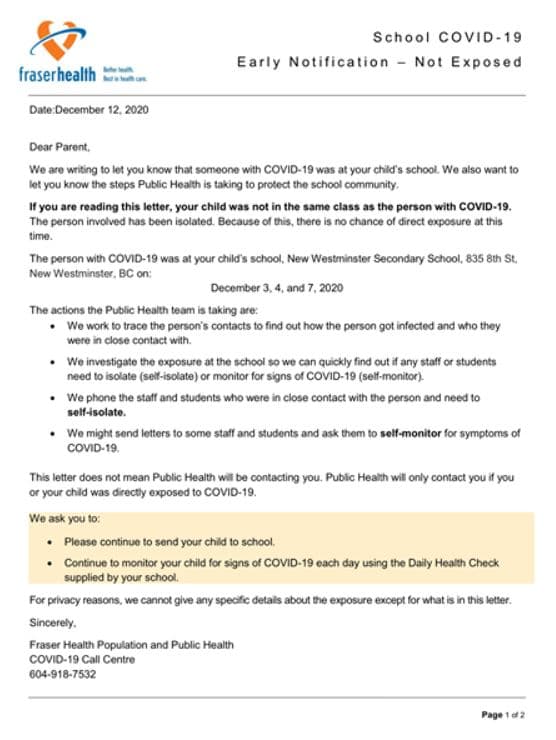 School COVID-19
Early Notification – Not Exposed
fraserhealth
Better health.
Best in health care.
Date:December 12, 2020
Dear Parent,
We are writing to let you know that someone with COVID-19 was at your child's school. We also want to
let you know the steps Public Health is taking to protect the school community.
If you are reading this letter, your child was not in the same class as the person with COVID-19.
The person involved has been isolated. Because of this, there is no chance of direct exposure at this
time.
The person with COVID-19 was at your child's school, New Westminster Secondary School, 835 8th St,
New Westminster, BC on:
December 3, 4, and 7, 2020
The actions the Public Health team is taking are:
• We work to trace the person's contacts to find out how the person got infected and who they
were in close contact with.
• We investigate the exposure at the school so we can quickly find out if any staff or students
need to isolate (self-isolate) or monitor for signs of COVID-19 (self-monitor).
• We phone the staff and students who were in close contact with the person and need to
self-isolate.
• We might send letters to some staff and students and ask them to self-monitor for symptoms of
COVID-19.
This letter does not mean Public Health will be contacting you. Public Health will only contact you if you
or your child was directly exposed to COVID-19.
We ask you to:
• Please continue to send your child to school.
• Continue to monitor your child for signs of COVID-19 each day using the Daily Health Check
supplied by your school.
For privacy reasons, we cannot give any specific details about the exposure except for what is in this letter.
Sincerely,
Fraser Health Population and Public Health
COVID-19 Call Centre
604-918-7532
Page 1 of 2